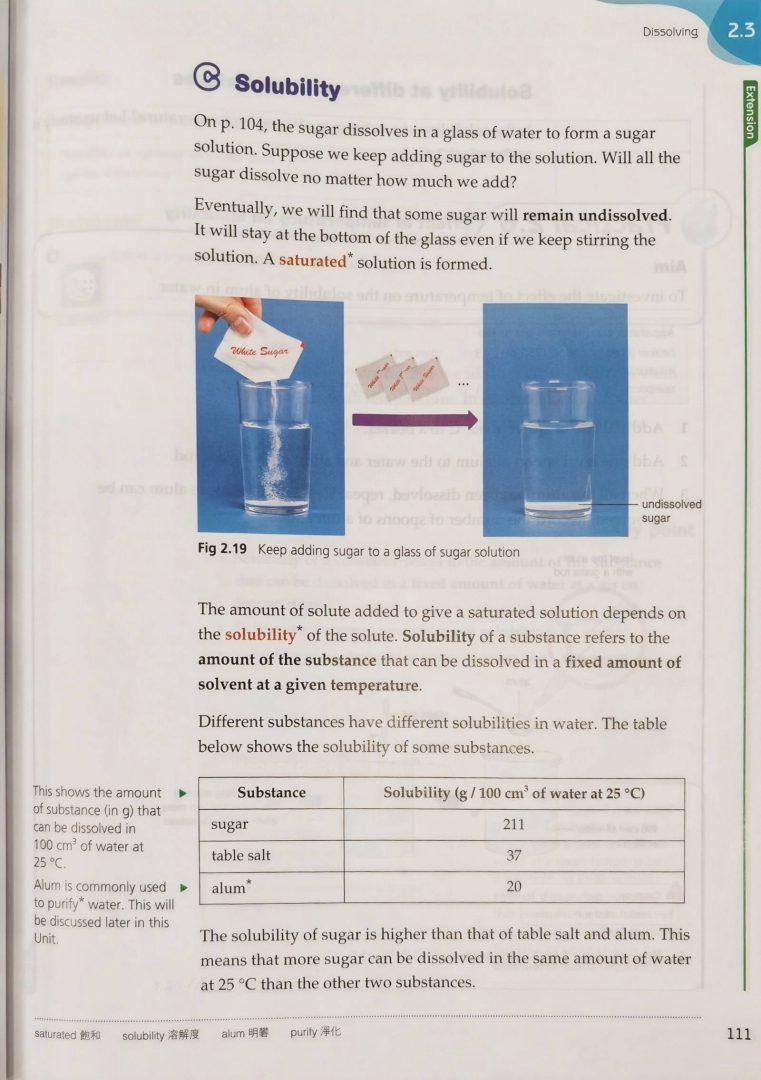 Dissolving 2.3
Extension
C Solubility
On p. 104, the sugar dissolves in a glass of water to form a sugar
solution. Suppose we keep adding sugar to the solution. Will all the
sugar dissolve no matter how much we add?
Eventually, we will find that some sugar will remain undissolved.
It will stay at the bottom of the glass even if we keep stirring the
solution. A saturated* solution is formed.
White Sugar
White Sugar
...
undissolved
sugar
Fig 2.19 Keep adding sugar to a glass of sugar solution
The amount of solute added to give a saturated solution depends on
the solubility* of the solute. Solubility of a substance refers to the
amount of the substance that can be dissolved in a fixed amount of
solvent at a given temperature.
Different substances have different solubilities in water. The table
below shows the solubility of some substances.
This shows the amount
of substance (in g) that
can be dissolved in
100 cm³ of water at
25 °C.
Alum is commonly used
to purify* water. This will
be discussed later in this
Unit.
Substance Solubility (g / 100 cm³ of water at 25 °C)
sugar 211
table salt 37
alum* 20
The solubility of sugar is higher than that of table salt and alum. This
means that more sugar can be dissolved in the same amount of water
at 25 °C than the other two substances.
saturated 飽和 solubility 溶解度 alum 明礬 purify 淨化
111